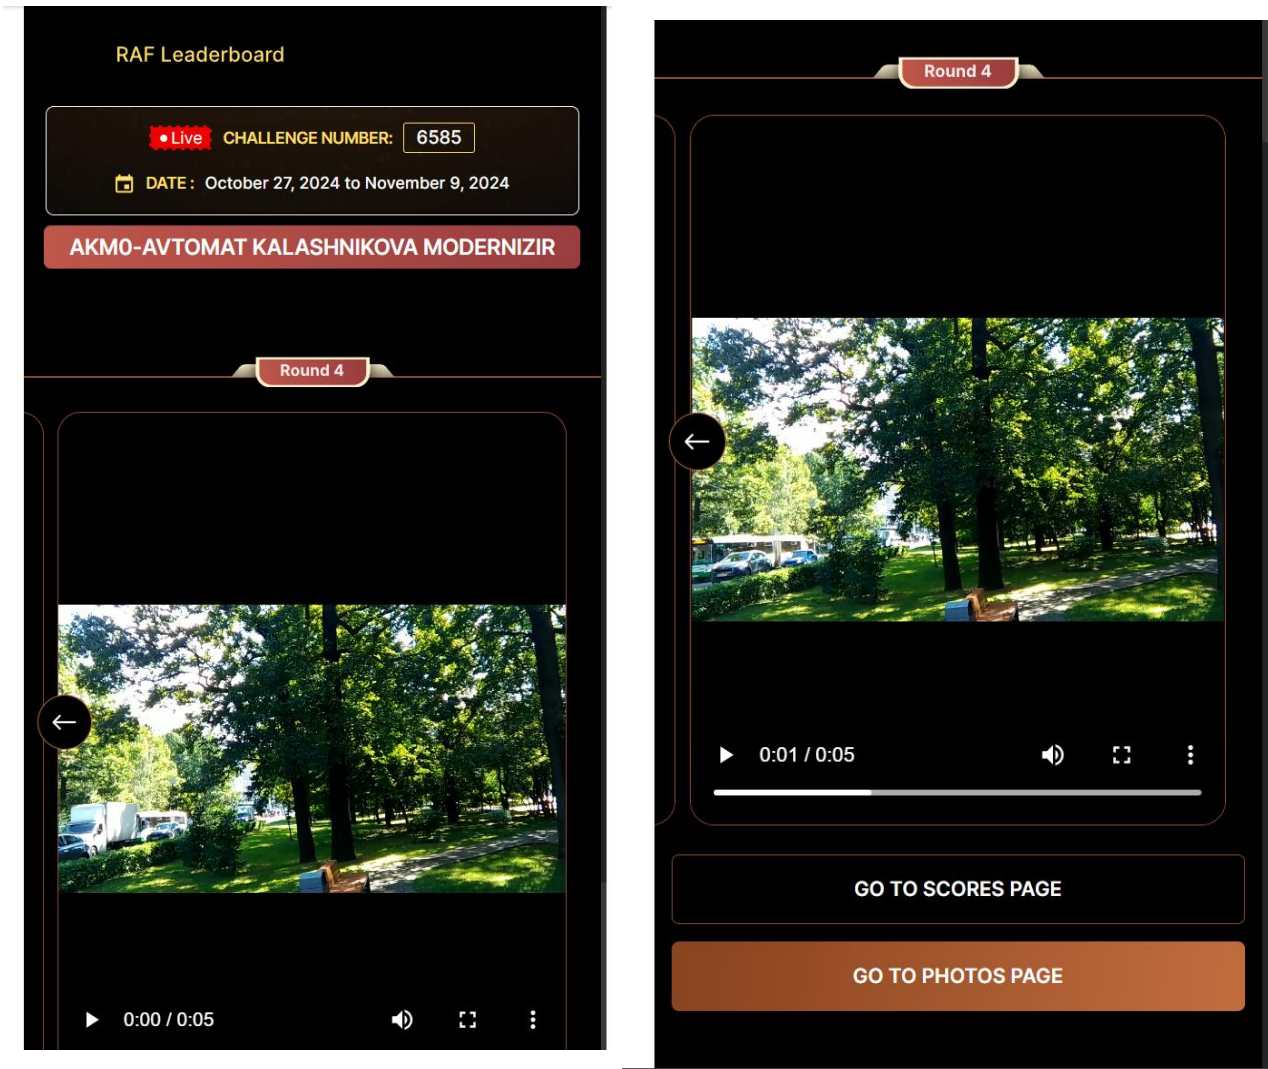 RAF Leaderboard
Live CHALLENGE NUMBER: 6585
DATE : October 27, 2024 to November 9, 2024
AKM0-AVTOMAT KALASHNIKOVA MODERNIZIR
Round 4
0:00 / 0:05
Round 4
0:01 / 0:05
GO TO SCORES PAGE
GO TO PHOTOS PAGE